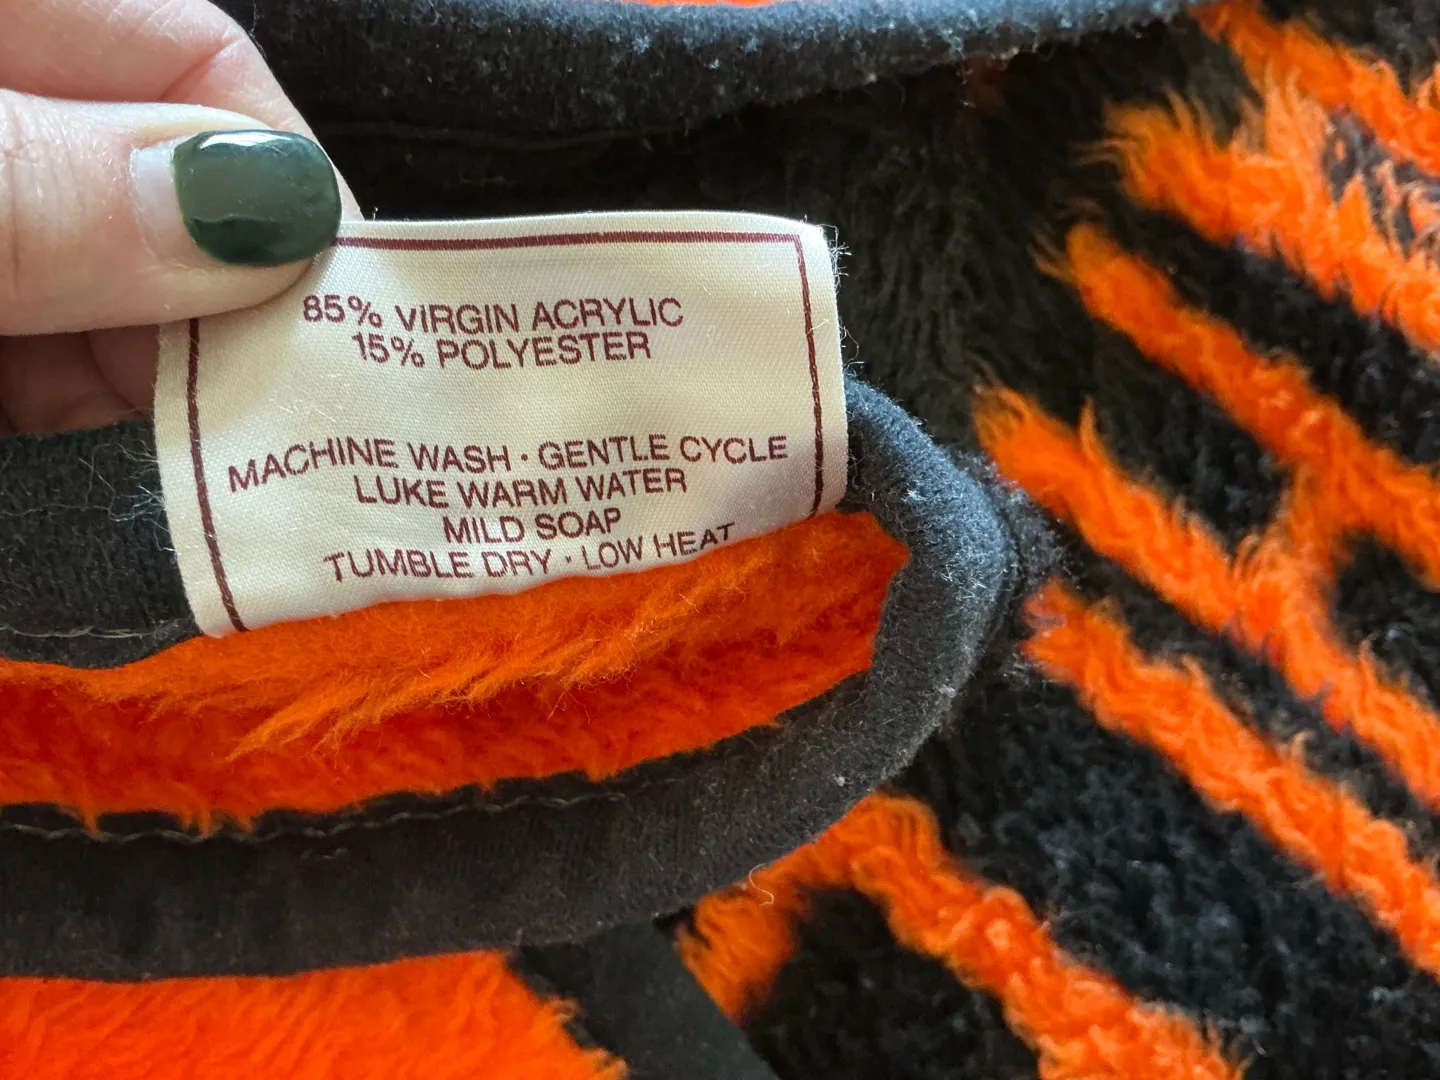 85% VIRGIN ACRYLIC
15% POLYESTER
MACHINE WASH · GENTLE CYCLE
LUKE WARM WATER
MILD SOAP
TUMBLE DRY · LOW HEAT